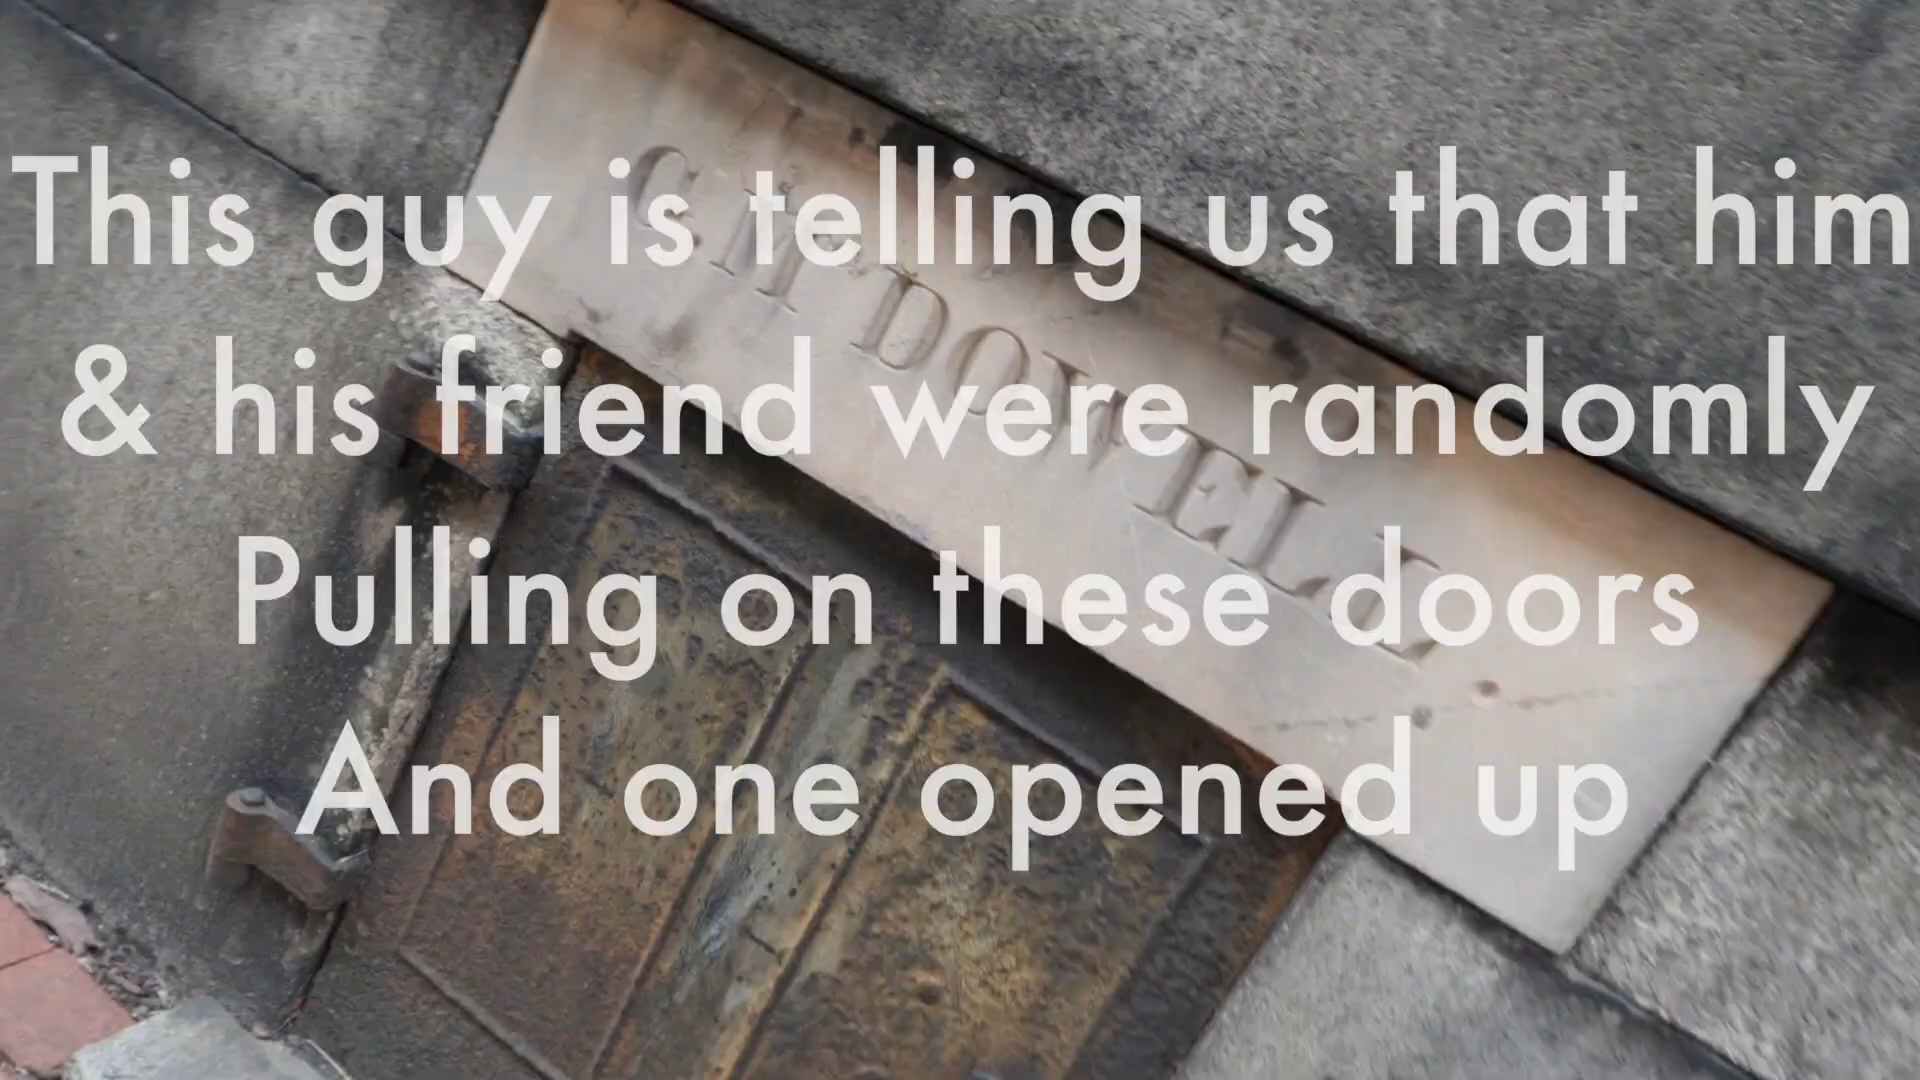 This guy is telling us that him
& his friend were randomly
Pulling on these doors
And one opened up
G. McDOWELL.